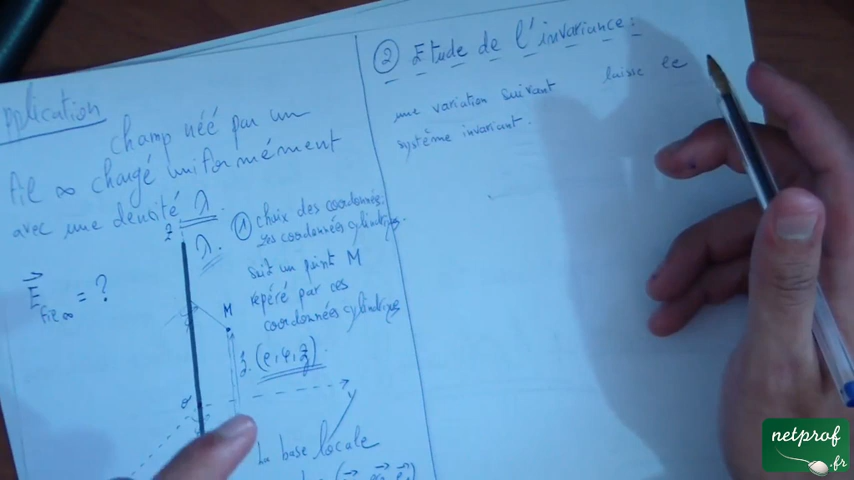 Application
champ néé par un
fil ∞ chargé uniformément
avec une densité λ
z
λ.
E fil ∞ = ?
① choix des coordonnées:
les coordonnées cylindriques.
soit un point M
répéré par ces
coordonnées cylindriques
M
(ρ, φ, z)
y
La base locale
② Etude de l'invariance:
une variation suivant laisse le
système invariant.
netprof
.fr